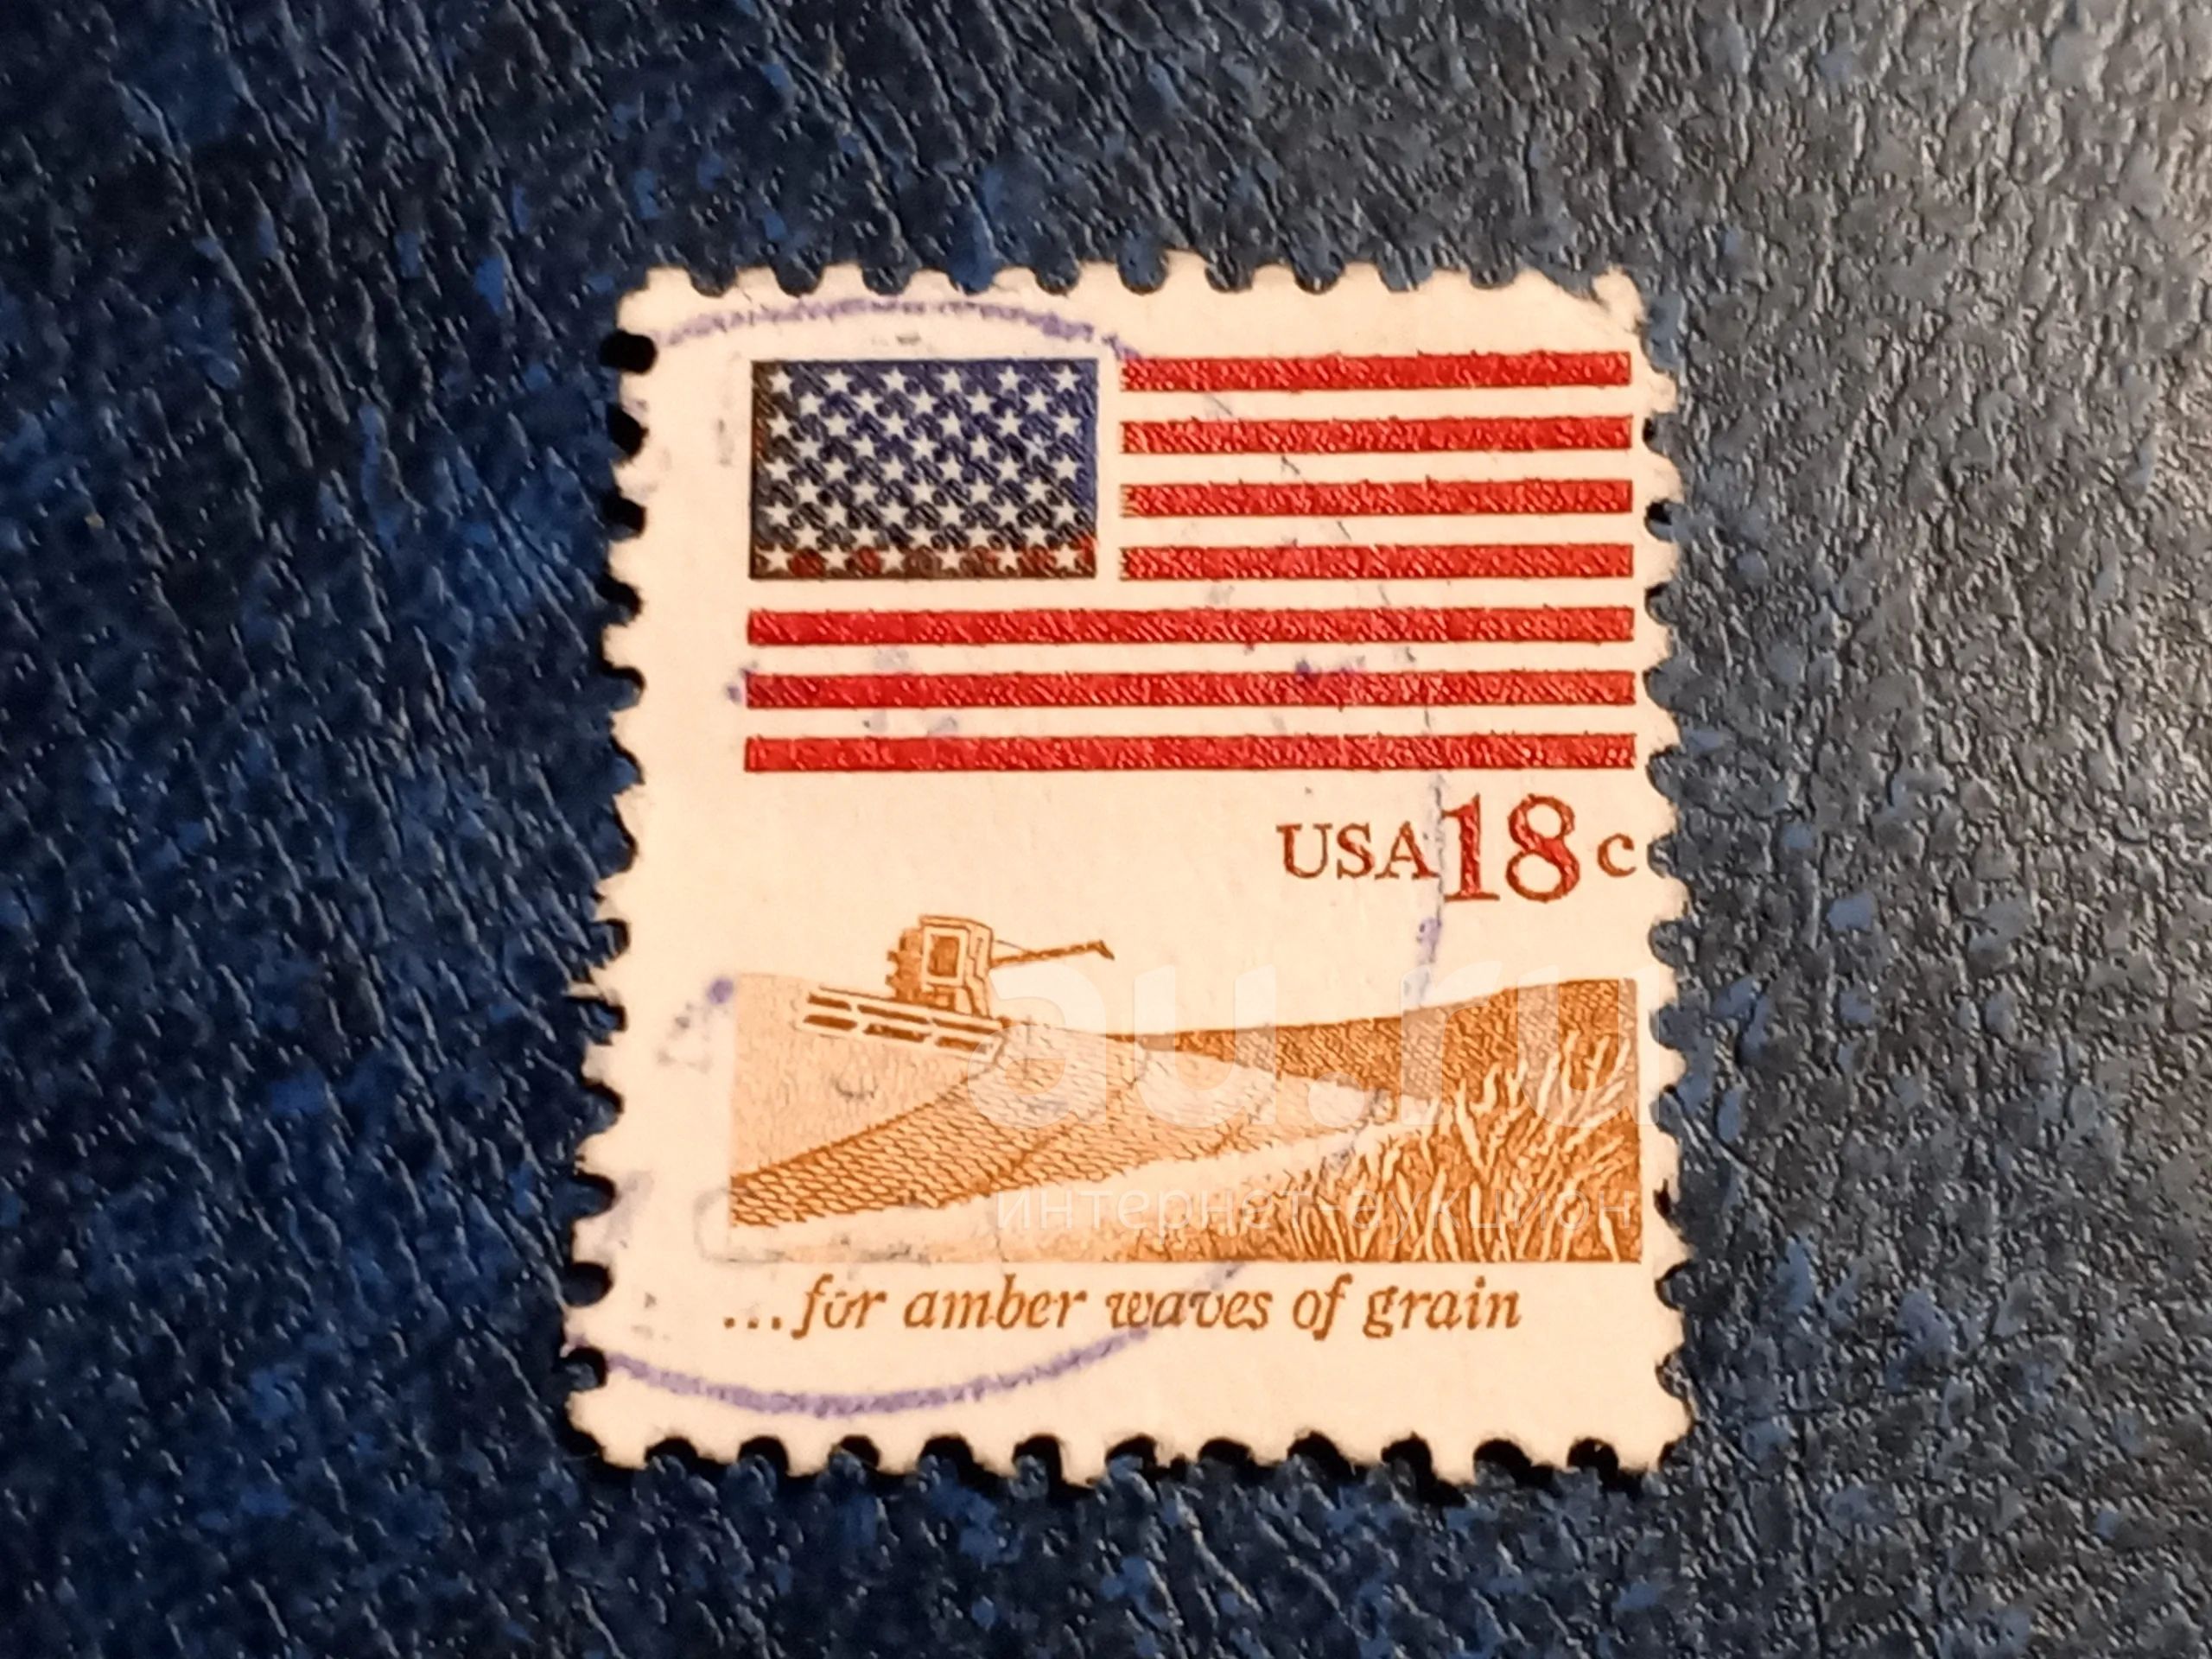 USA 18c
au.ru
интернет-аукцион
...for amber waves of grain